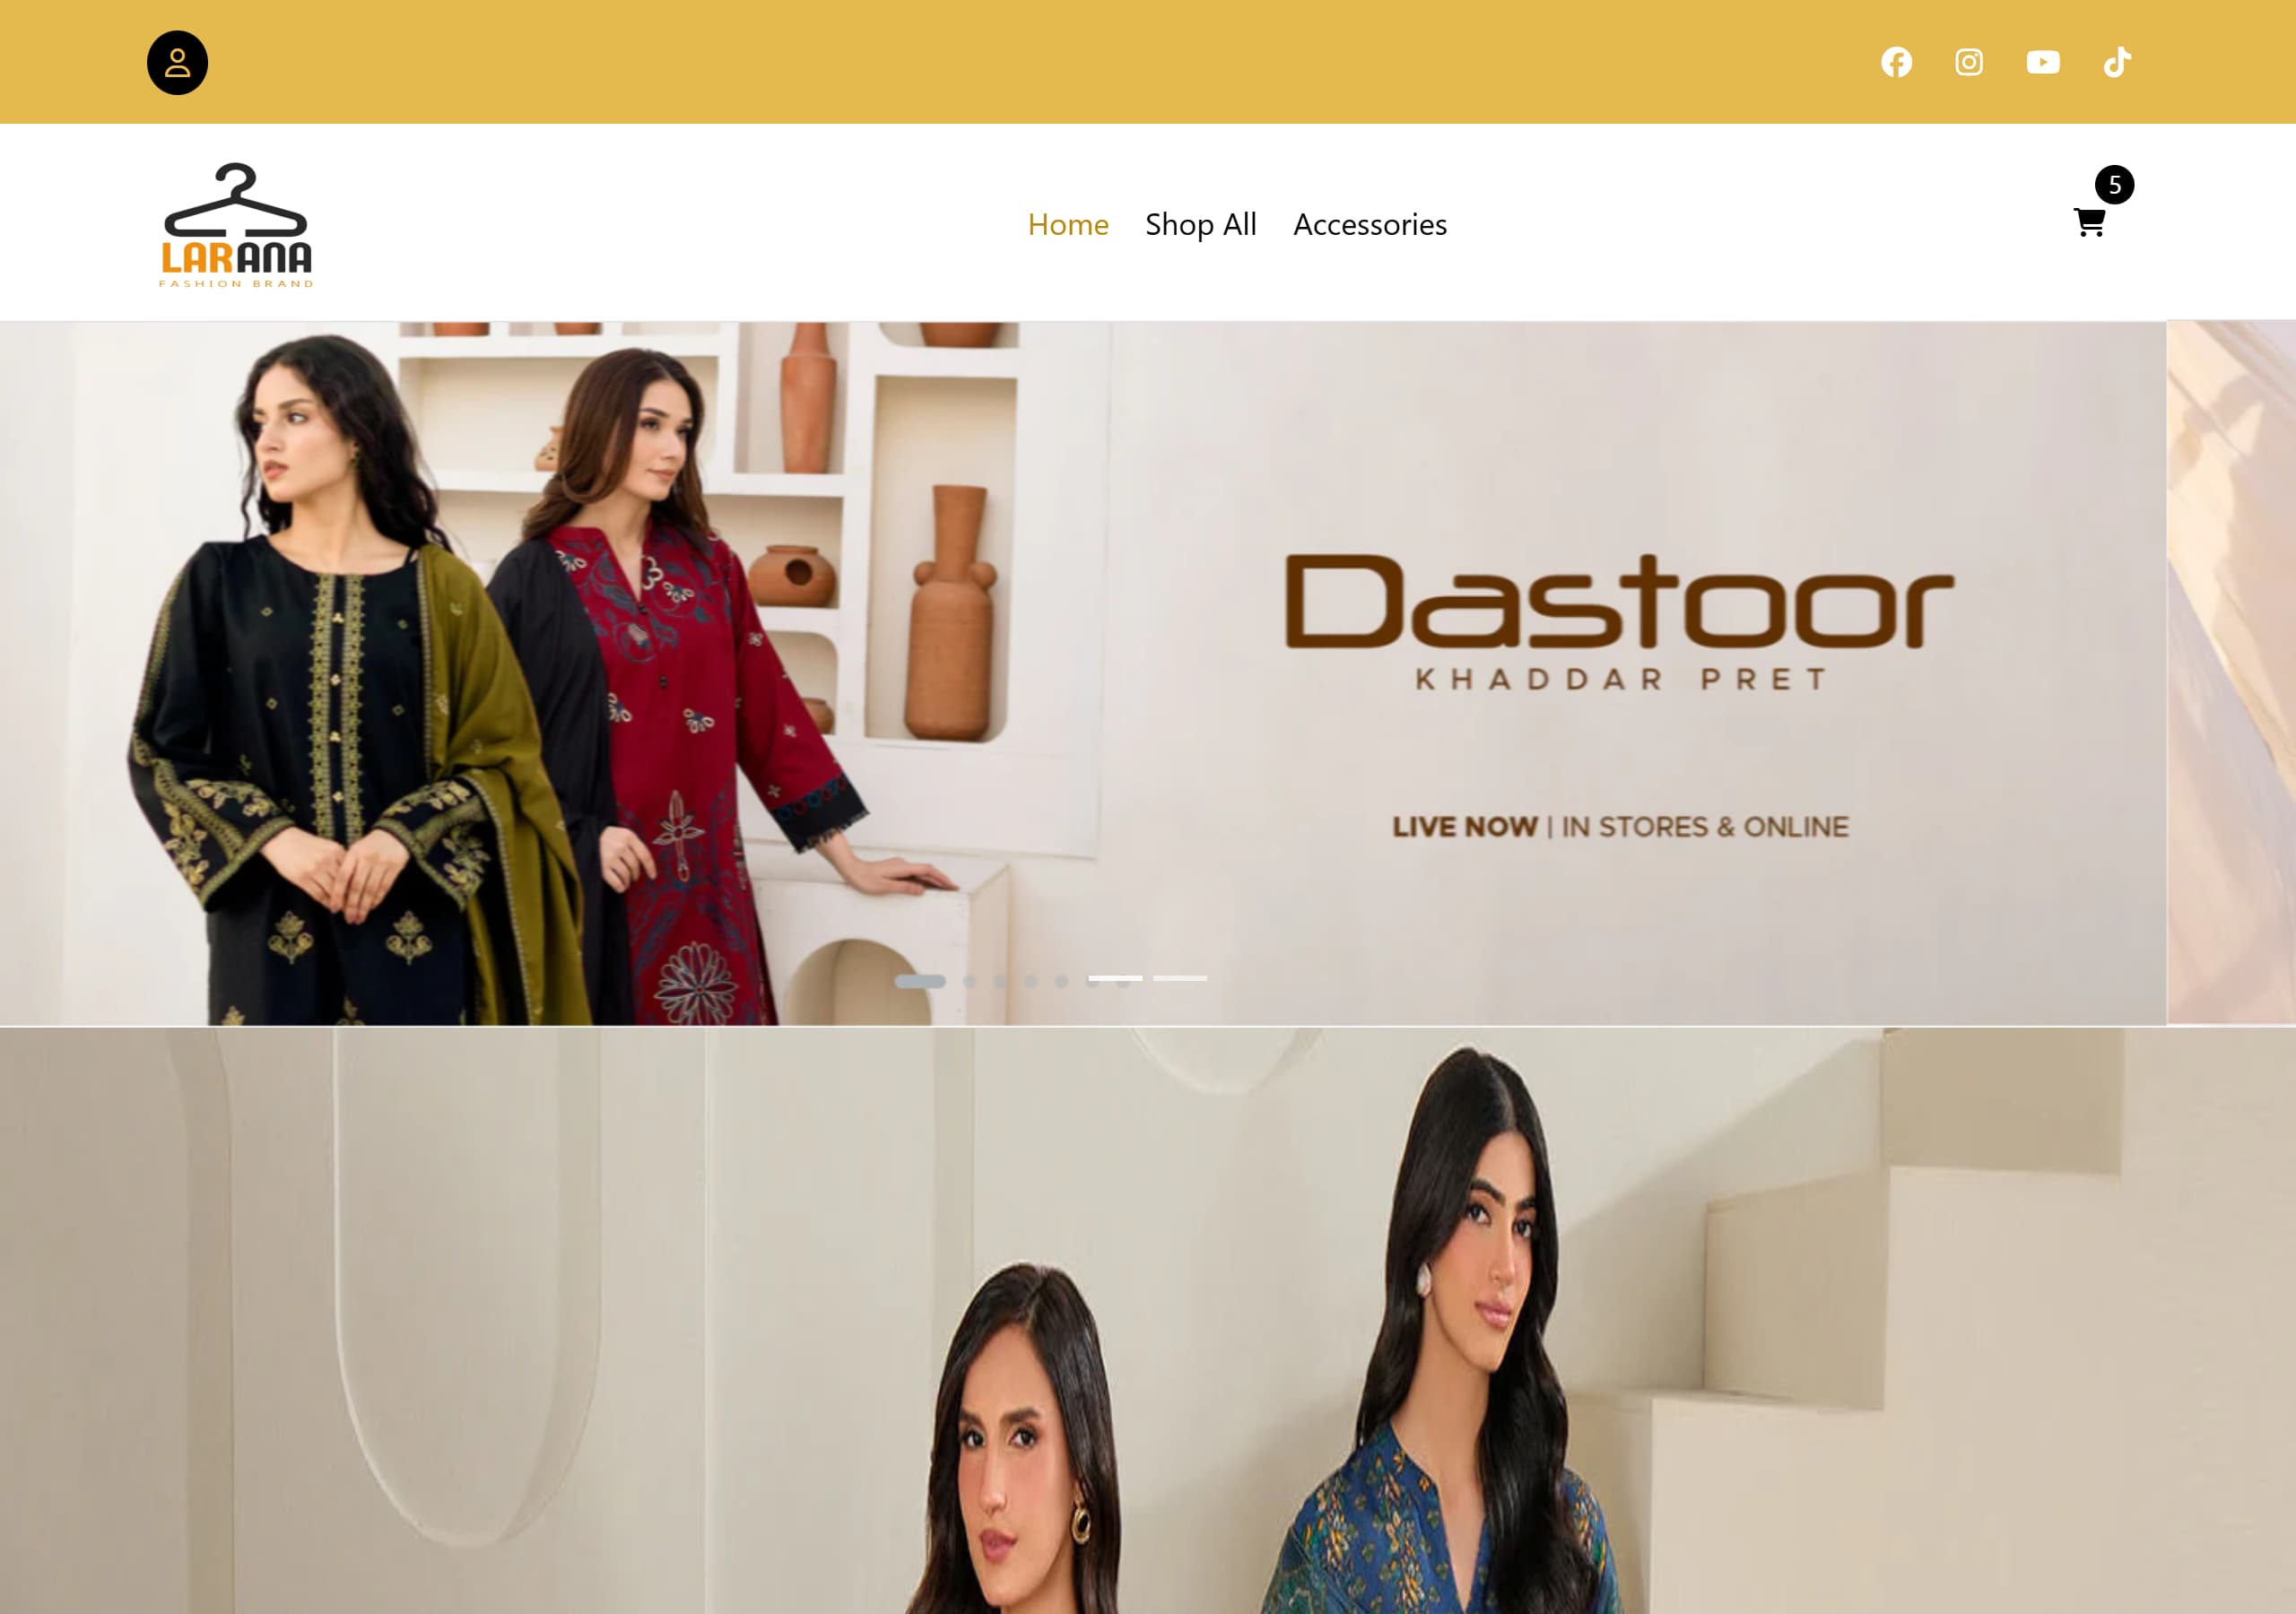 5
Home Shop All Accessories
LARANA
FASHION BRAND
Dastoor
KHADDAR PRET
LIVE NOW | IN STORES & ONLINE